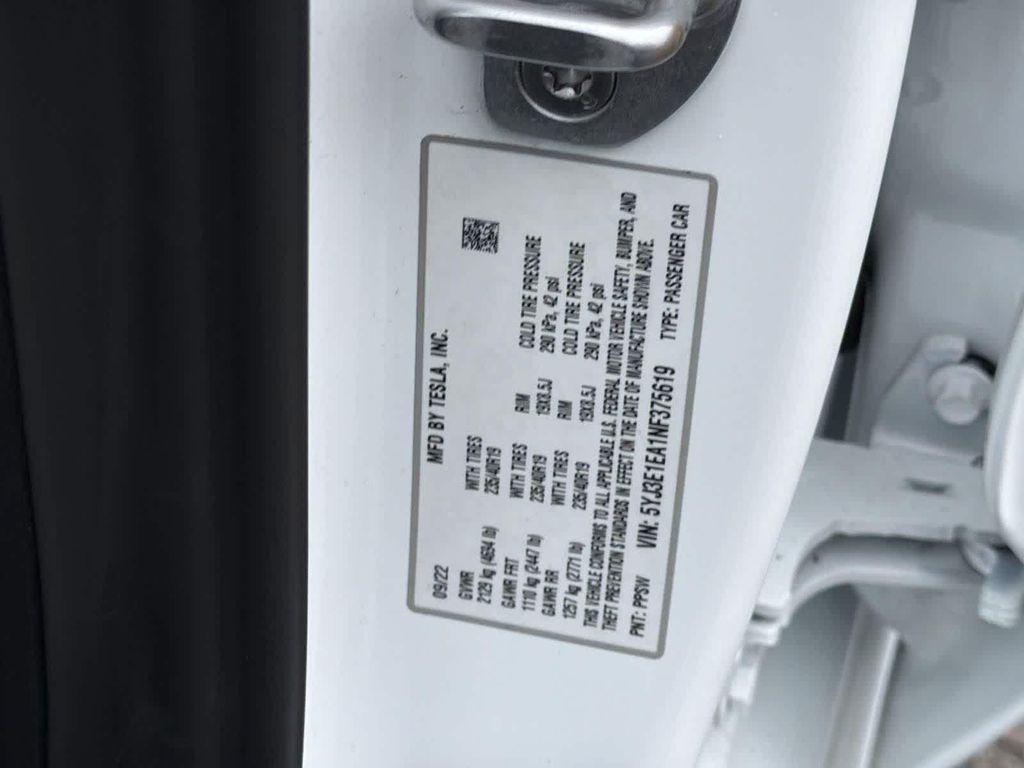 MFD BY TESLA, INC.
09/22
GVWR WITH TIRES RIM COLD TIRE PRESSURE
2129 kg (4694 lb) 235/40R19 19X8.5J 290 kPa, 42 psi
GAWR FRT WITH TIRES RIM COLD TIRE PRESSURE
1110 kg (2447 lb) 235/40R19 19X8.5J 290 kPa, 42 psi
GAWR RR WITH TIRES
1257 kg (2771 lb) 235/40R19
THIS VEHICLE CONFORMS TO ALL APPLICABLE U.S. FEDERAL MOTOR VEHICLE SAFETY, BUMPER, AND
THEFT PREVENTION STANDARDS IN EFFECT ON THE DATE OF MANUFACTURE SHOWN ABOVE.
PNT: PPSW VIN: 5YJ3E1EA1NF375619 TYPE: PASSENGER CAR